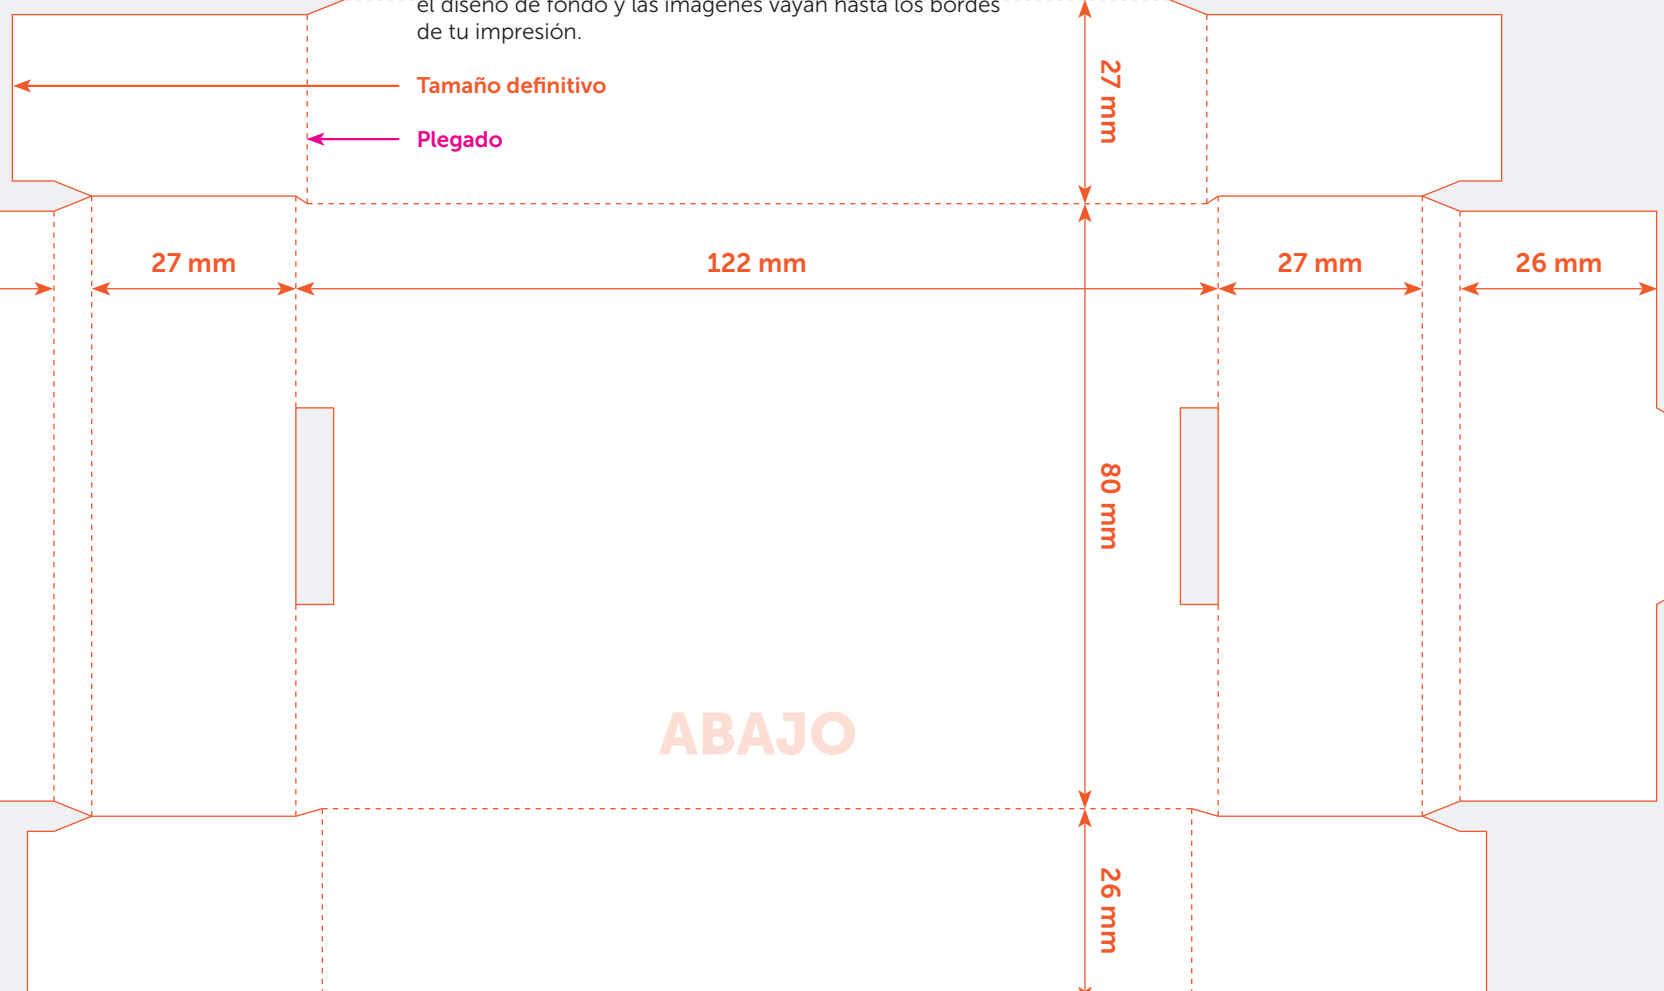 el diseño de fondo y las imágenes vayan hasta los bordes
de tu impresión.
Tamaño definitivo
Plegado
27 mm
27 mm
122 mm
27 mm
26 mm
80 mm
ABAJO
26 mm